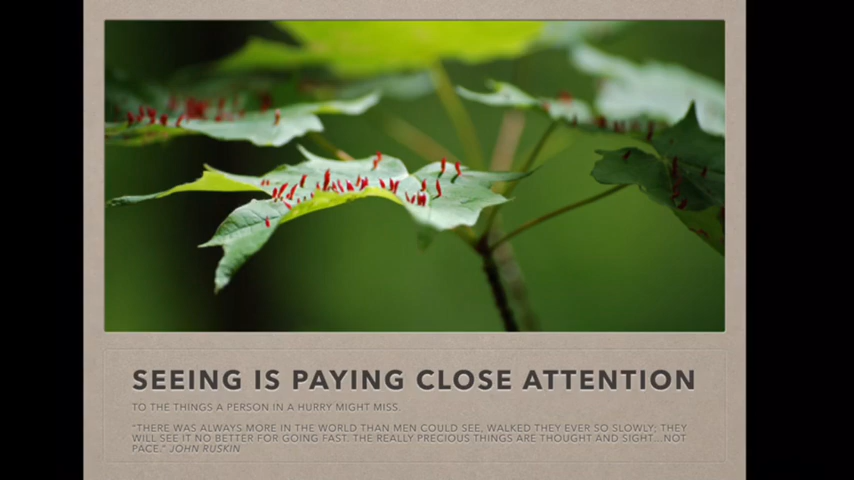 SEEING IS PAYING CLOSE ATTENTION
TO THE THINGS A PERSON IN A HURRY MIGHT MISS.
"THERE WAS ALWAYS MORE IN THE WORLD THAN MEN COULD SEE, WALKED THEY EVER SO SLOWLY; THEY
WILL SEE IT NO BETTER FOR GOING FAST. THE REALLY PRECIOUS THINGS ARE THOUGHT AND SIGHT...NOT
PACE." JOHN RUSKIN